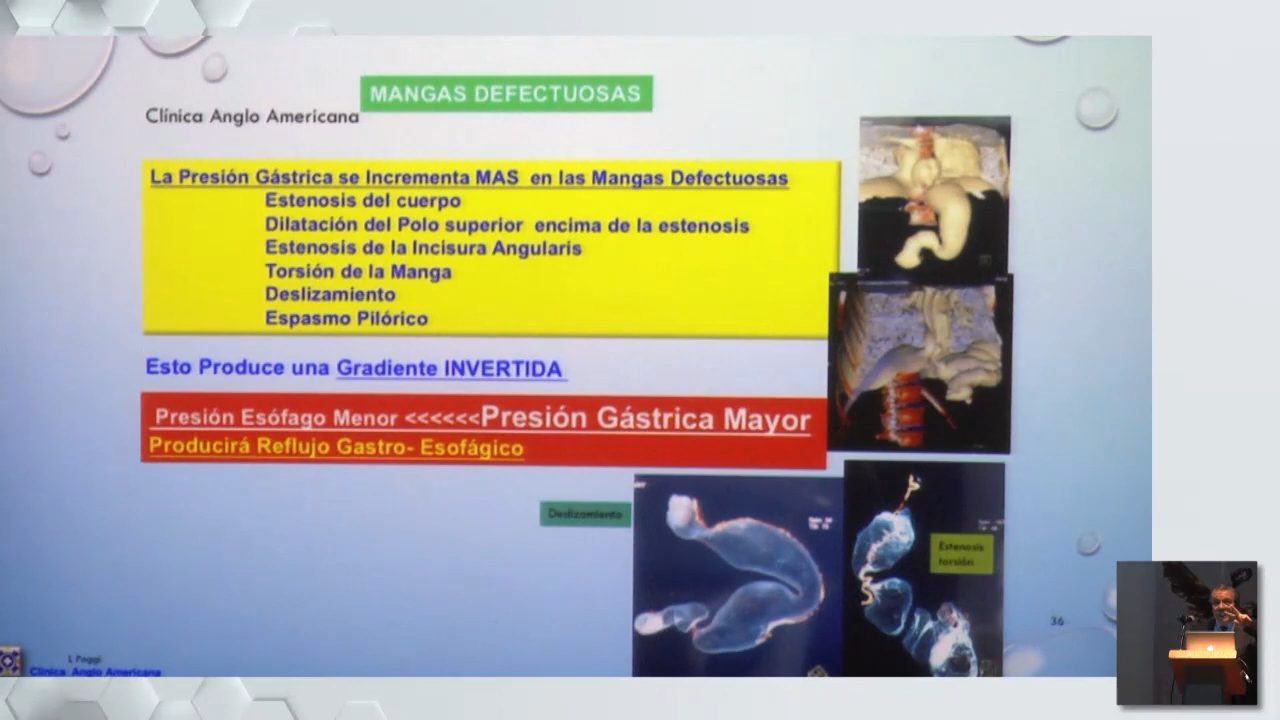 MANGAS DEFECTUOSAS
Clínica Anglo Americana
La Presión Gástrica se Incrementa MAS en las Mangas Defectuosas
Estenosis del cuerpo
Dilatación del Polo superior encima de la estenosis
Estenosis de la Incisura Angularis
Torsión de la Manga
Deslizamiento
Espasmo Pilórico
Esto Produce una Gradiente INVERTIDA
Presión Esófago Menor <<<<<<Presión Gástrica Mayor
Producirá Reflujo Gastro- Esofágico
Deslizamiento
Estenosis
torsión
36
L Poggi
Clínica Anglo Americana